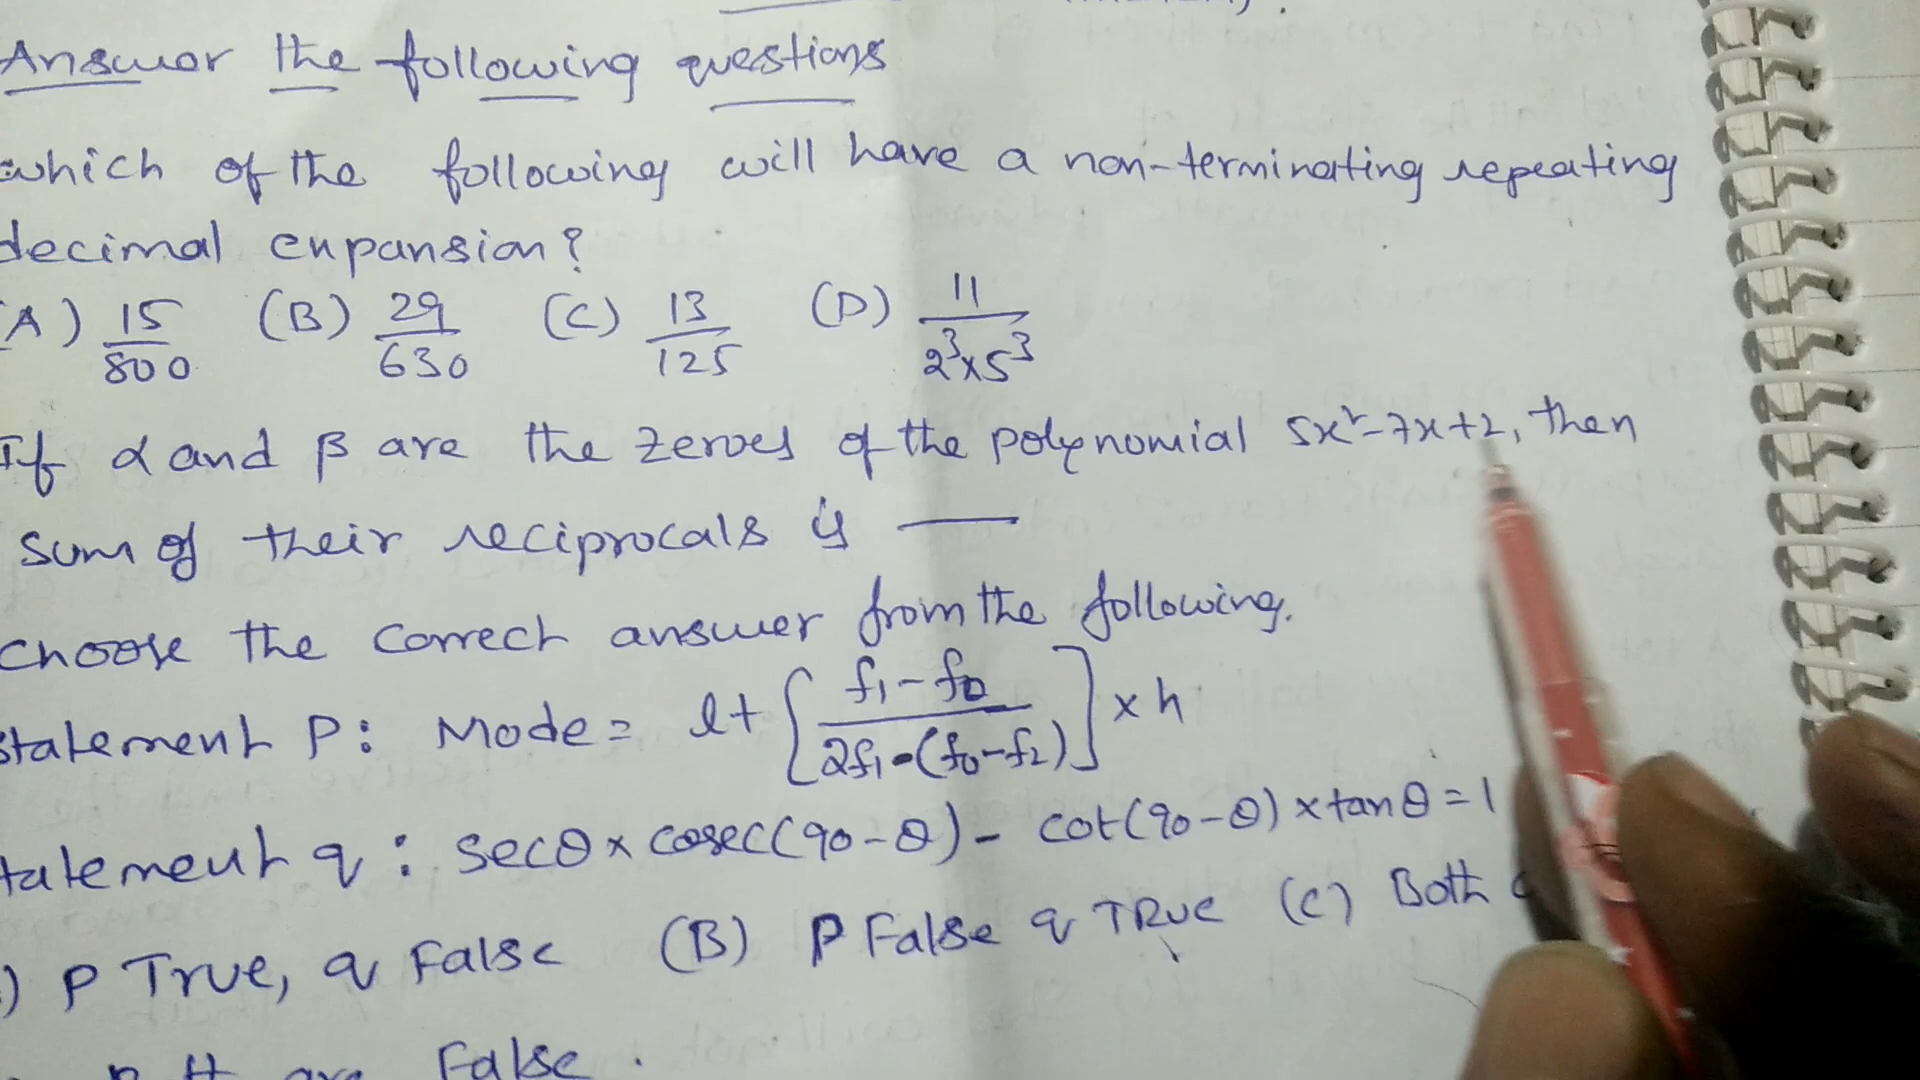 Answer the following questions
which of the following will have a non-terminating repeating
decimal expansion?
(A) 15/800 (B) 29/630 (C) 13/125 (D) 11/2³x5³
If α and β are the zeroes of the polynomial 5x²-7x+2, then
sum of their reciprocals is —
choose the correct answer from the following.
Statement P: Mode = l+[f₁-f₀/2f₁-(f₀-f₂)]xh
tatement q: secθ x cosec(90-θ)- cot(90-θ) x tanθ=1
) P True, q False (B) P False q TRUE (C) Both
are False.